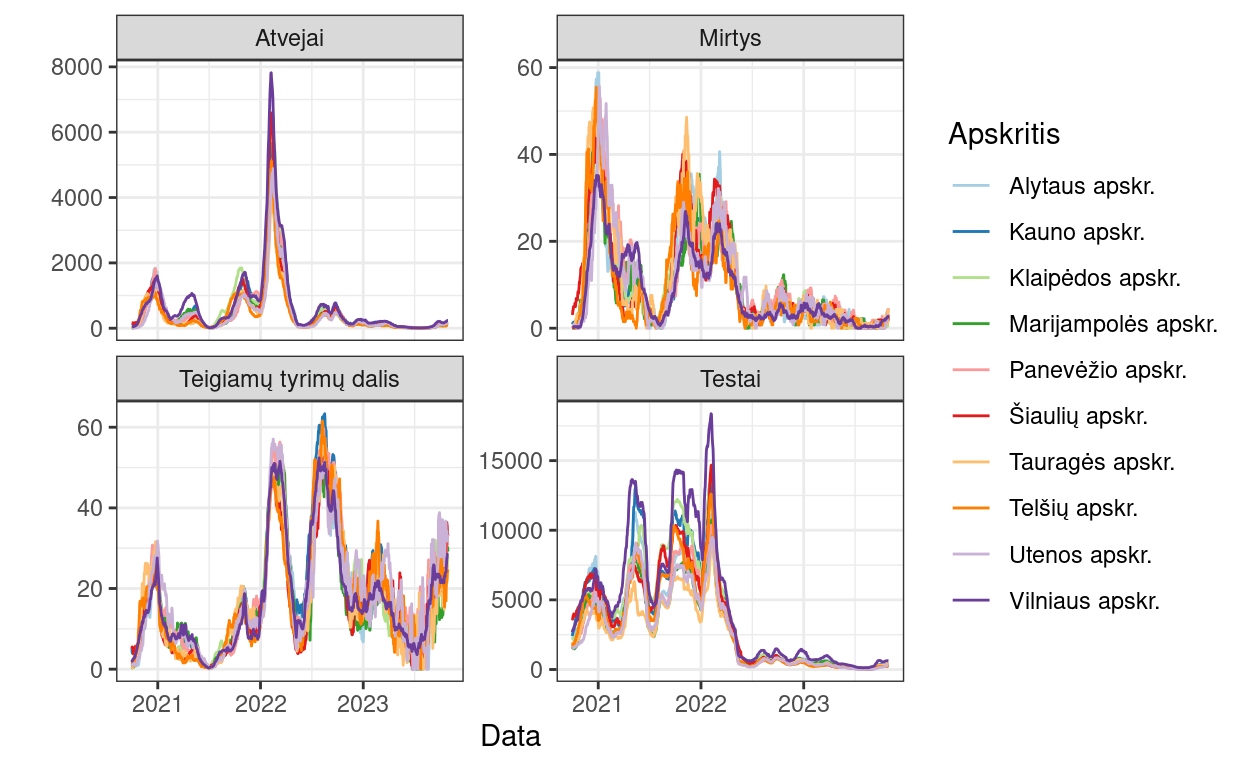 Atvejai
8000
6000
4000
2000
0
Mirtys
60
40
20
0
Teigiamų tyrimų dalis
60
40
20
0
2021 2022 2023
Testai
15000
10000
5000
0
2021 2022 2023
Data
Apskritis
Alytaus apskr.
Kauno apskr.
Klaipėdos apskr.
Marijampolės apskr.
Panevėžio apskr.
Šiaulių apskr.
Tauragės apskr.
Telšių apskr.
Utenos apskr.
Vilniaus apskr.